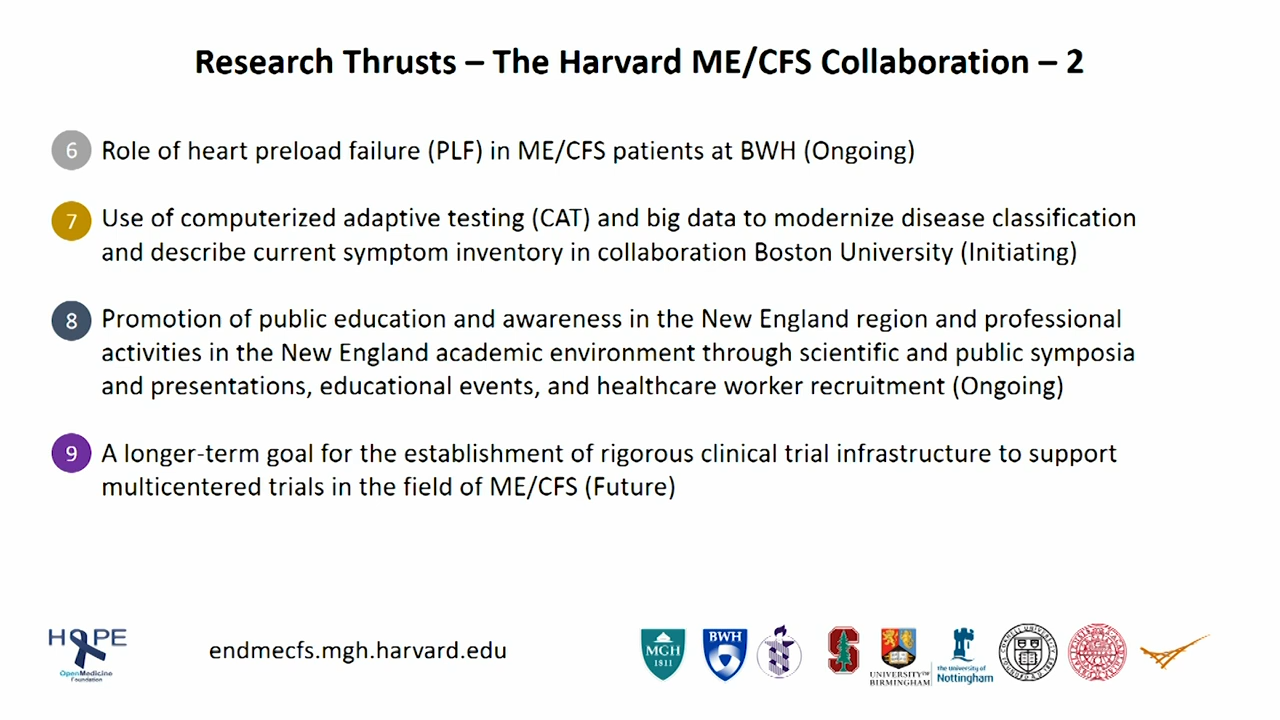 Research Thrusts – The Harvard ME/CFS Collaboration – 2
6 Role of heart preload failure (PLF) in ME/CFS patients at BWH (Ongoing)
7 Use of computerized adaptive testing (CAT) and big data to modernize disease classification
and describe current symptom inventory in collaboration Boston University (Initiating)
8 Promotion of public education and awareness in the New England region and professional
activities in the New England academic environment through scientific and public symposia
and presentations, educational events, and healthcare worker recruitment (Ongoing)
9 A longer-term goal for the establishment of rigorous clinical trial infrastructure to support
multicentered trials in the field of ME/CFS (Future)
HOPE
OpenMedicine
Foundation
endmecfs.mgh.harvard.edu
MGH
1811
BWH
UNIVERSITY OF
BIRMINGHAM
The University of
Nottingham